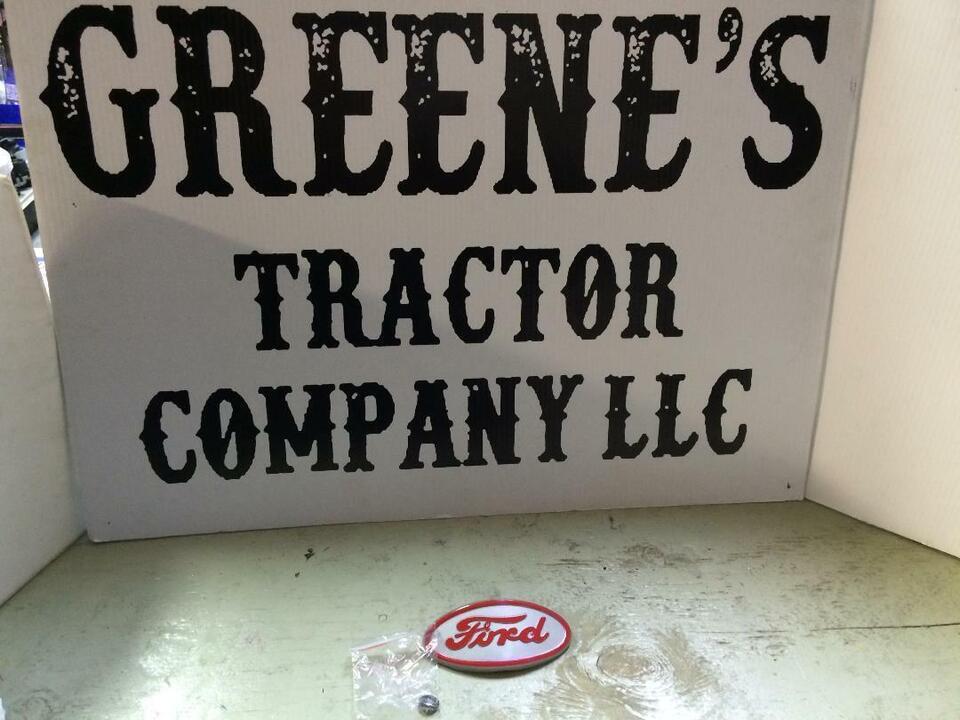 GREENE'S
TRACTOR
COMPANY LLC
Ford